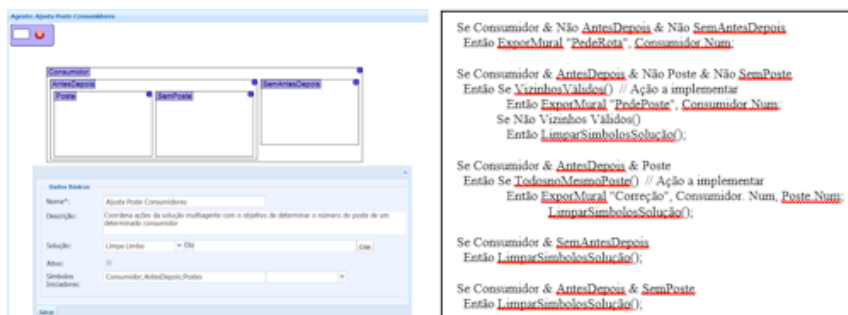 Agente: Ajusta Poste Consumidores
Consumidor
AntesDepois
SemAntesDepois
Poste
SemPoste
Dados Básicos
Nome*:
Ajusta Poste Consumidores
Descrição:
Coordena ações da solução multiagente com o objetivo de determinar o número do poste de um
determinado consumidor
Solução:
Limpa Limbo
Ou
Criar
Ativo:
Símbolos
Iniciadores:
Consumidor;AntesDepois;Postes
Salvar
Se Consumidor & Não AntesDepois & Não SemAntesDepois
Então ExporMural "PedeRota", Consumidor.Num;
Se Consumidor & AntesDepois & Não Poste & Não SemPoste
Então Se VizinhosVálidos() // Ação a implementar
Então ExporMural "PedePoste", Consumidor.Num;
Se Não Vizinhos Válidos()
Então LimparSimbolosSolução();
Se Consumidor & AntesDepois & Poste
Então Se TodosnoMesmoPoste() // Ação a implementar
Então ExporMural "Correção", Consumidor. Num, Poste.Num;
LimparSimbolosSolução();
Se Consumidor & SemAntesDepois
Então LimparSimbolosSolução();
Se Consumidor & AntesDepois & SemPoste
Então LimparSimbolosSolução();